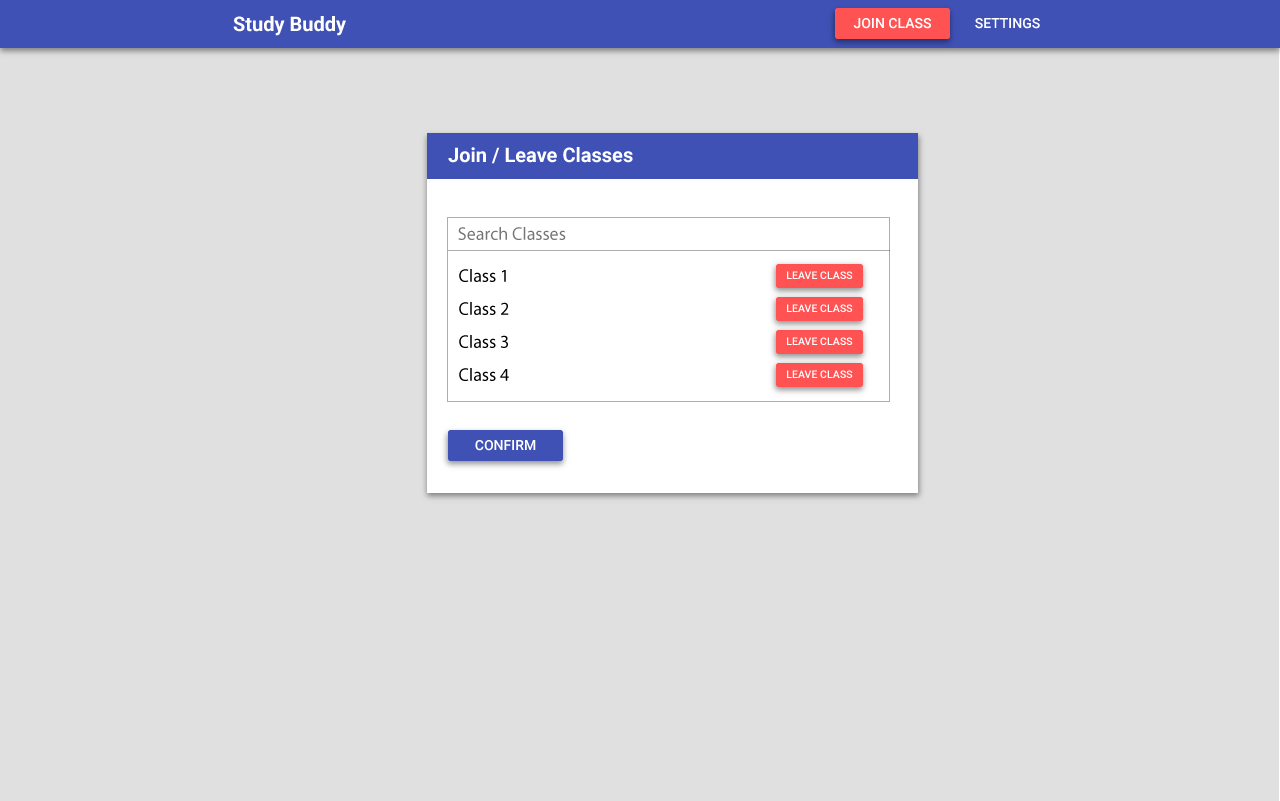 Study Buddy
JOIN CLASS
SETTINGS
Join / Leave Classes
Search Classes
Class 1 LEAVE CLASS
Class 2 LEAVE CLASS
Class 3 LEAVE CLASS
Class 4 LEAVE CLASS
CONFIRM